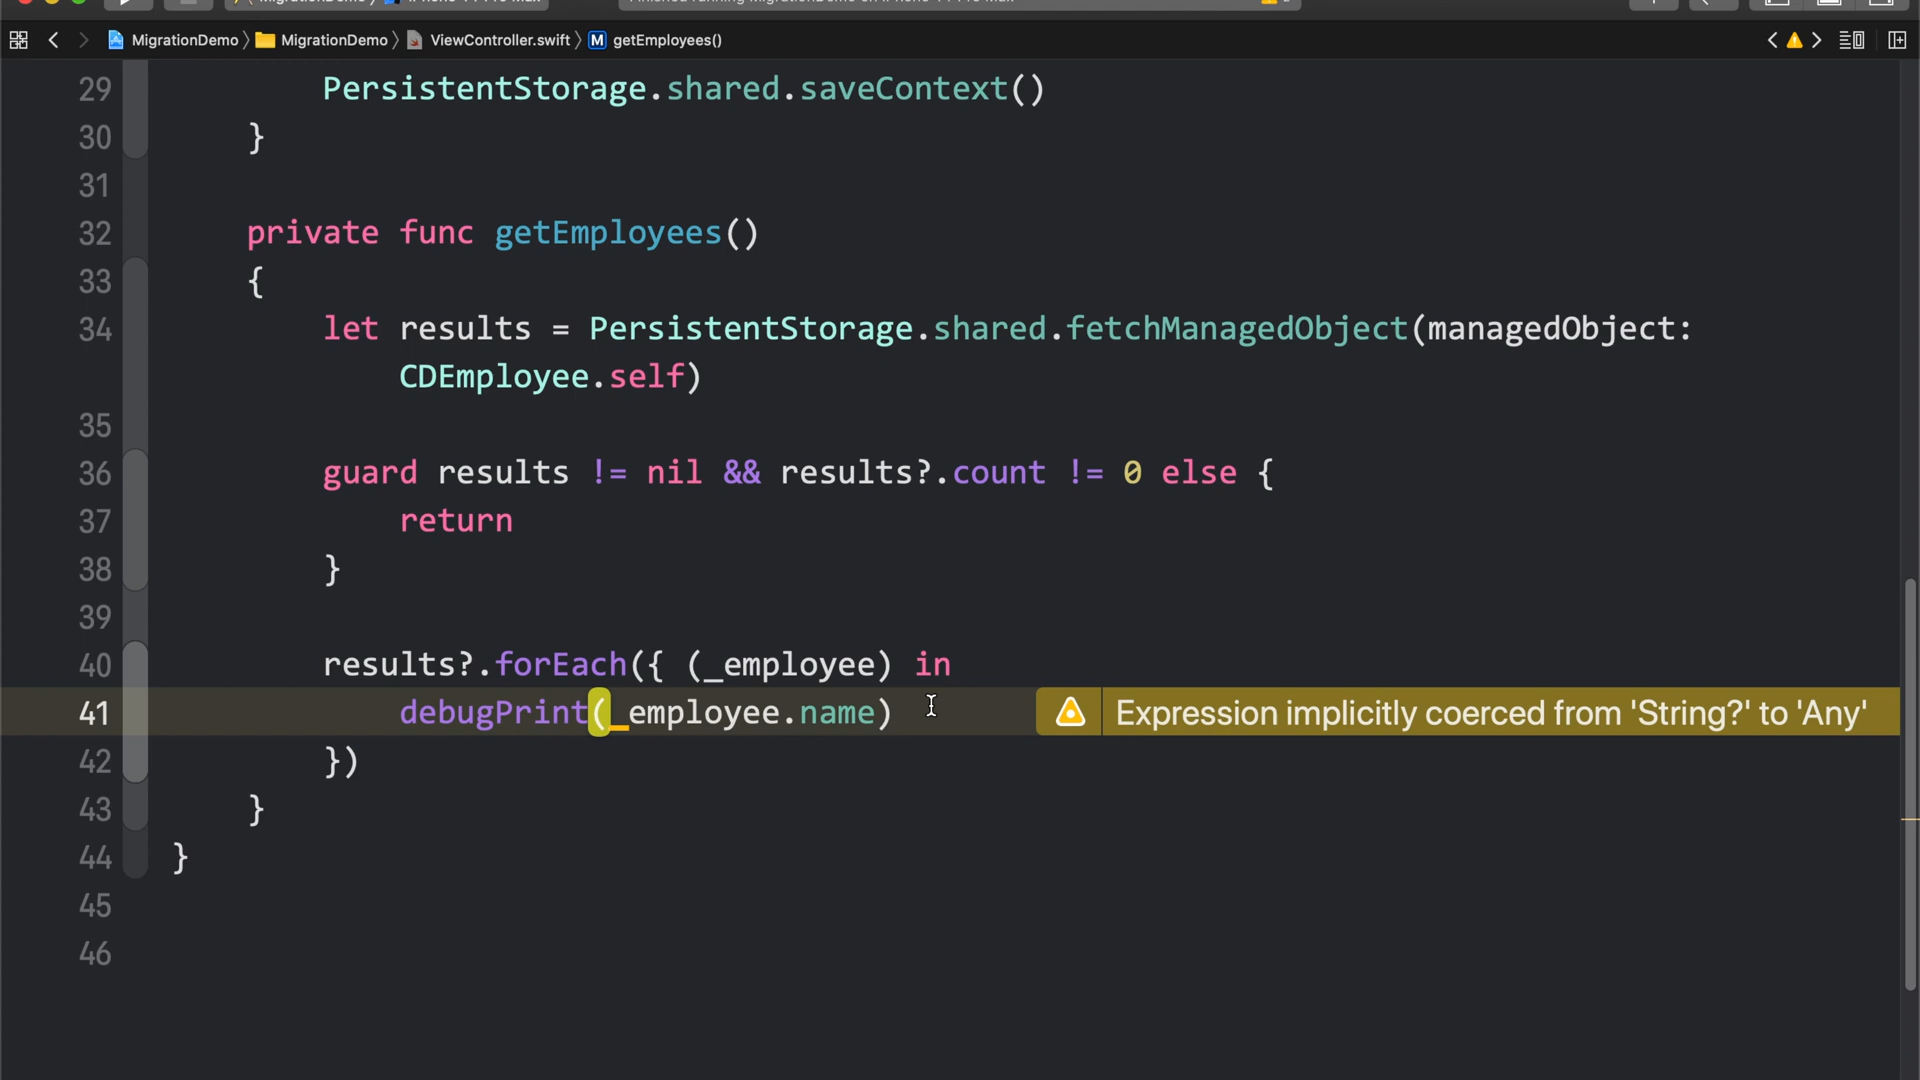 MigrationDemo MigrationDemo ViewController.swift M getEmployees()
29 PersistentStorage.shared.saveContext()
30 }
31
32 private func getEmployees()
33 {
34 let results = PersistentStorage.shared.fetchManagedObject(managedObject:
CDEmployee.self)
35
36 guard results != nil && results?.count != 0 else {
37 return
38 }
39
40 results?.forEach({ (_employee) in
41 debugPrint(_employee.name) Expression implicitly coerced from 'String?' to 'Any'
42 })
43 }
44 }
45
46